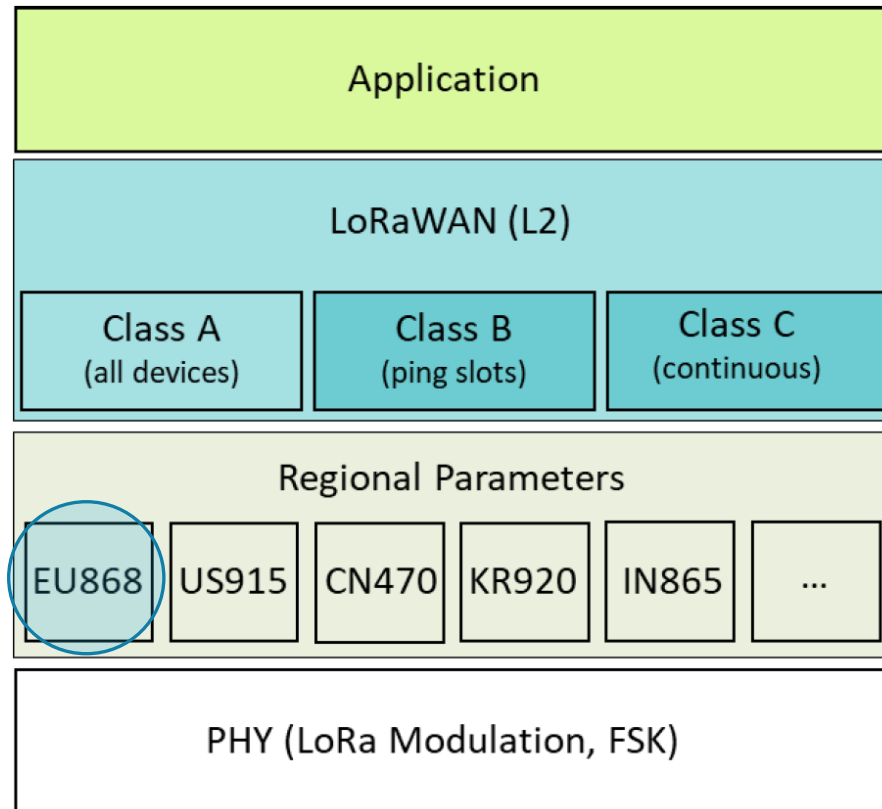 Application
LoRaWAN (L2)
Class A
(all devices)
Class B
(ping slots)
Class C
(continuous)
Regional Parameters
EU868
US915
CN470
KR920
IN865
...
PHY (LoRa Modulation, FSK)